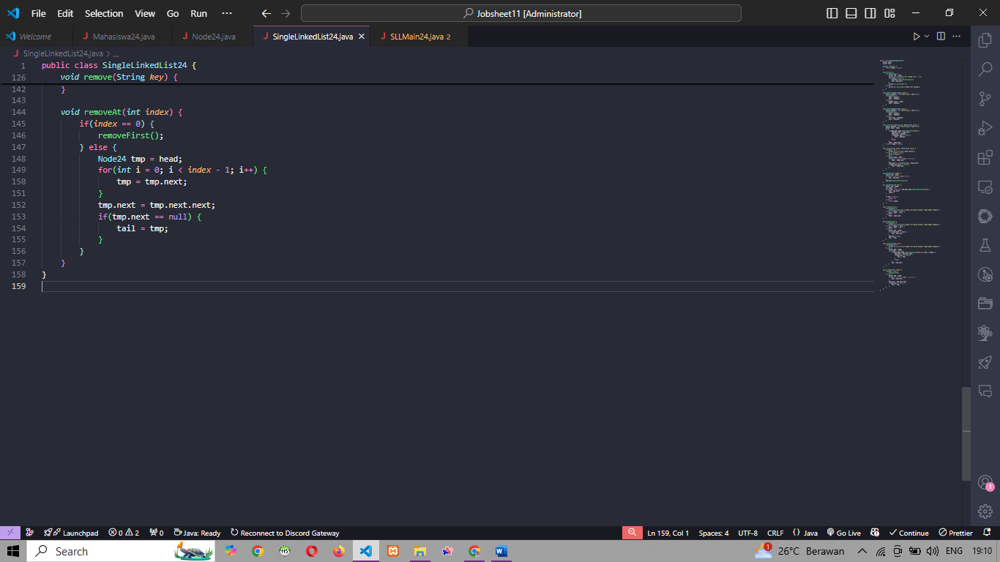 File Edit Selection View Go Run ··· Jobsheet11 [Administrator]
Welcome Mahasiswa24.java Node24.java SingleLinkedList24.java SLLMain24.java 2
SingleLinkedList24.java > ...
1 public class SingleLinkedList24 {
126 void remove(String key) {
142 }
143
144 void removeAt(int index) {
145 if(index == 0) {
146 removeFirst();
147 } else {
148 Node24 tmp = head;
149 for(int i = 0; i < index - 1; i++) {
150 tmp = tmp.next;
151 }
152 tmp.next = tmp.next.next;
153 if(tmp.next == null) {
154 tail = tmp;
155 }
156 }
157 }
158 }
159
1
Launchpad 0 2 0 Java: Ready Reconnect to Discord Gateway Ln 159, Col 1 Spaces: 4 UTF-8 CRLF {} Java Go Live Continue Prettier
Search HS 1 26°C Berawan ENG 19:10